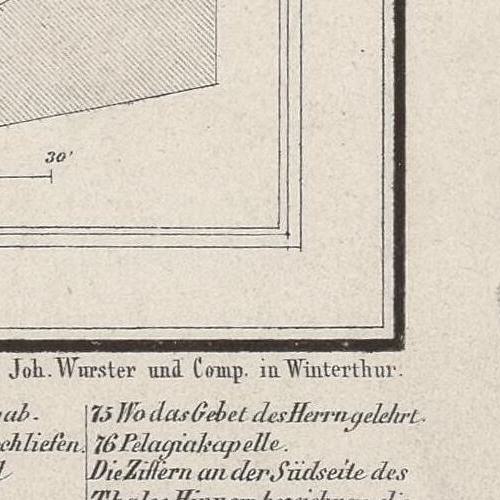 30'
Joh. Wurster und Comp. in Winterthur.
ab. 75 Wo das Gebet des Herrn gelehrt.
chliefen. 76 Pelagiakapelle.
Die Ziffern an der Südseite des